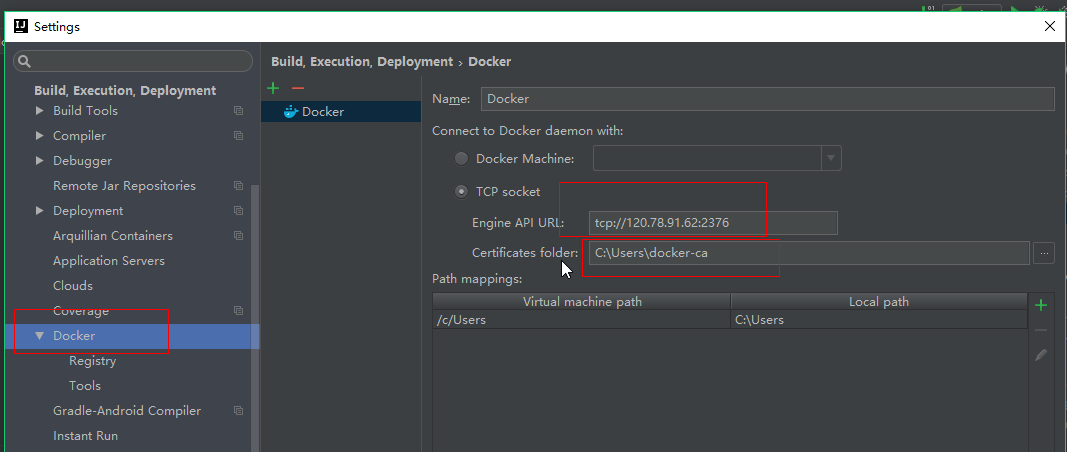 Settings
Build, Execution, Deployment
Build Tools
Compiler
Debugger
Remote Jar Repositories
Deployment
Arquillian Containers
Application Servers
Clouds
Coverage
Docker
Registry
Tools
Gradle-Android Compiler
Instant Run
Docker
Build, Execution, Deployment › Docker
Name: Docker
Connect to Docker daemon with:
Docker Machine:
TCP socket
Engine API URL: tcp://120.78.91.62:2376
Certificates folder: C:\Users\docker-ca ...
Path mappings:
Virtual machine path Local path
/c/Users C:\Users